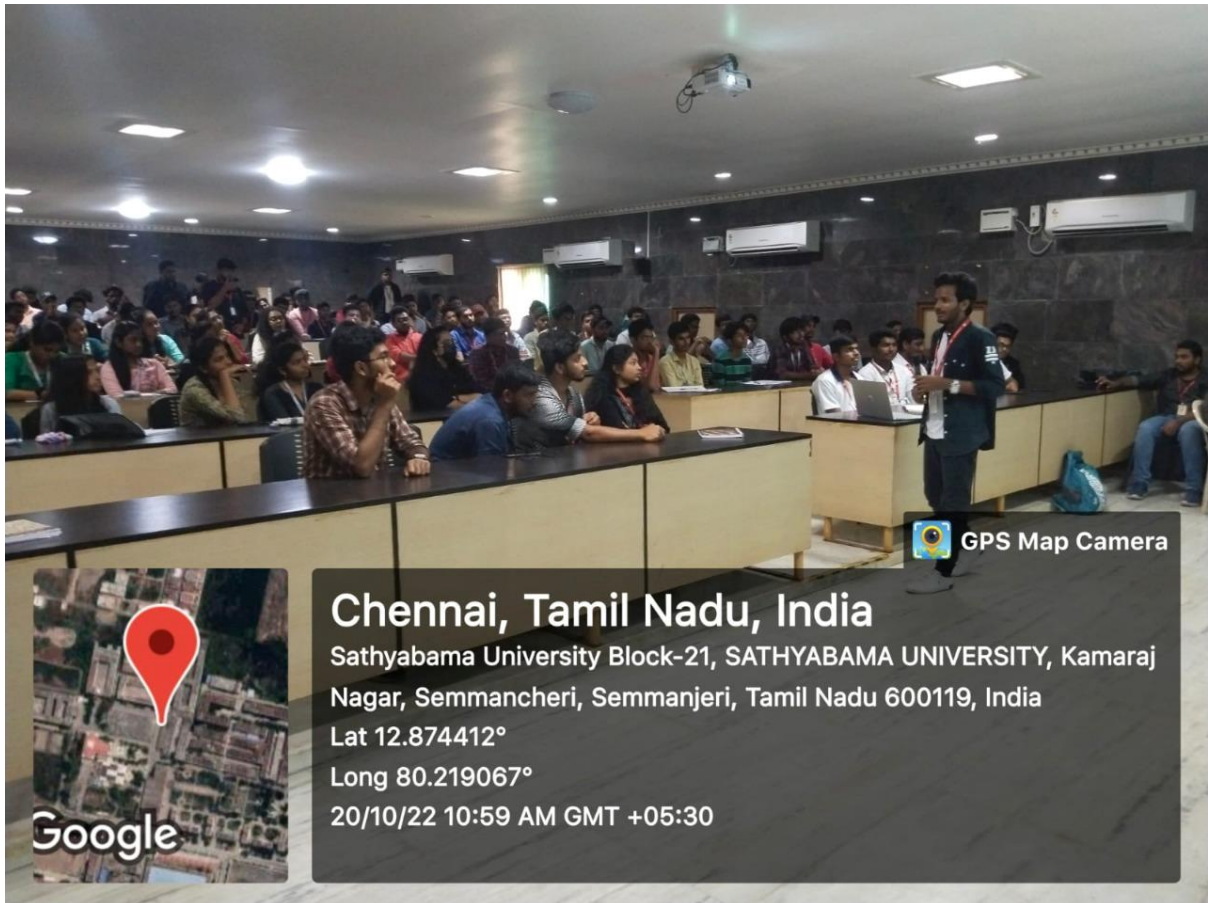 GPS Map Camera
Chennai, Tamil Nadu, India
Sathyabama University Block-21, SATHYABAMA UNIVERSITY, Kamaraj
Nagar, Semmancheri, Semmanjeri, Tamil Nadu 600119, India
Lat 12.874412°
Long 80.219067°
20/10/22 10:59 AM GMT +05:30
Google